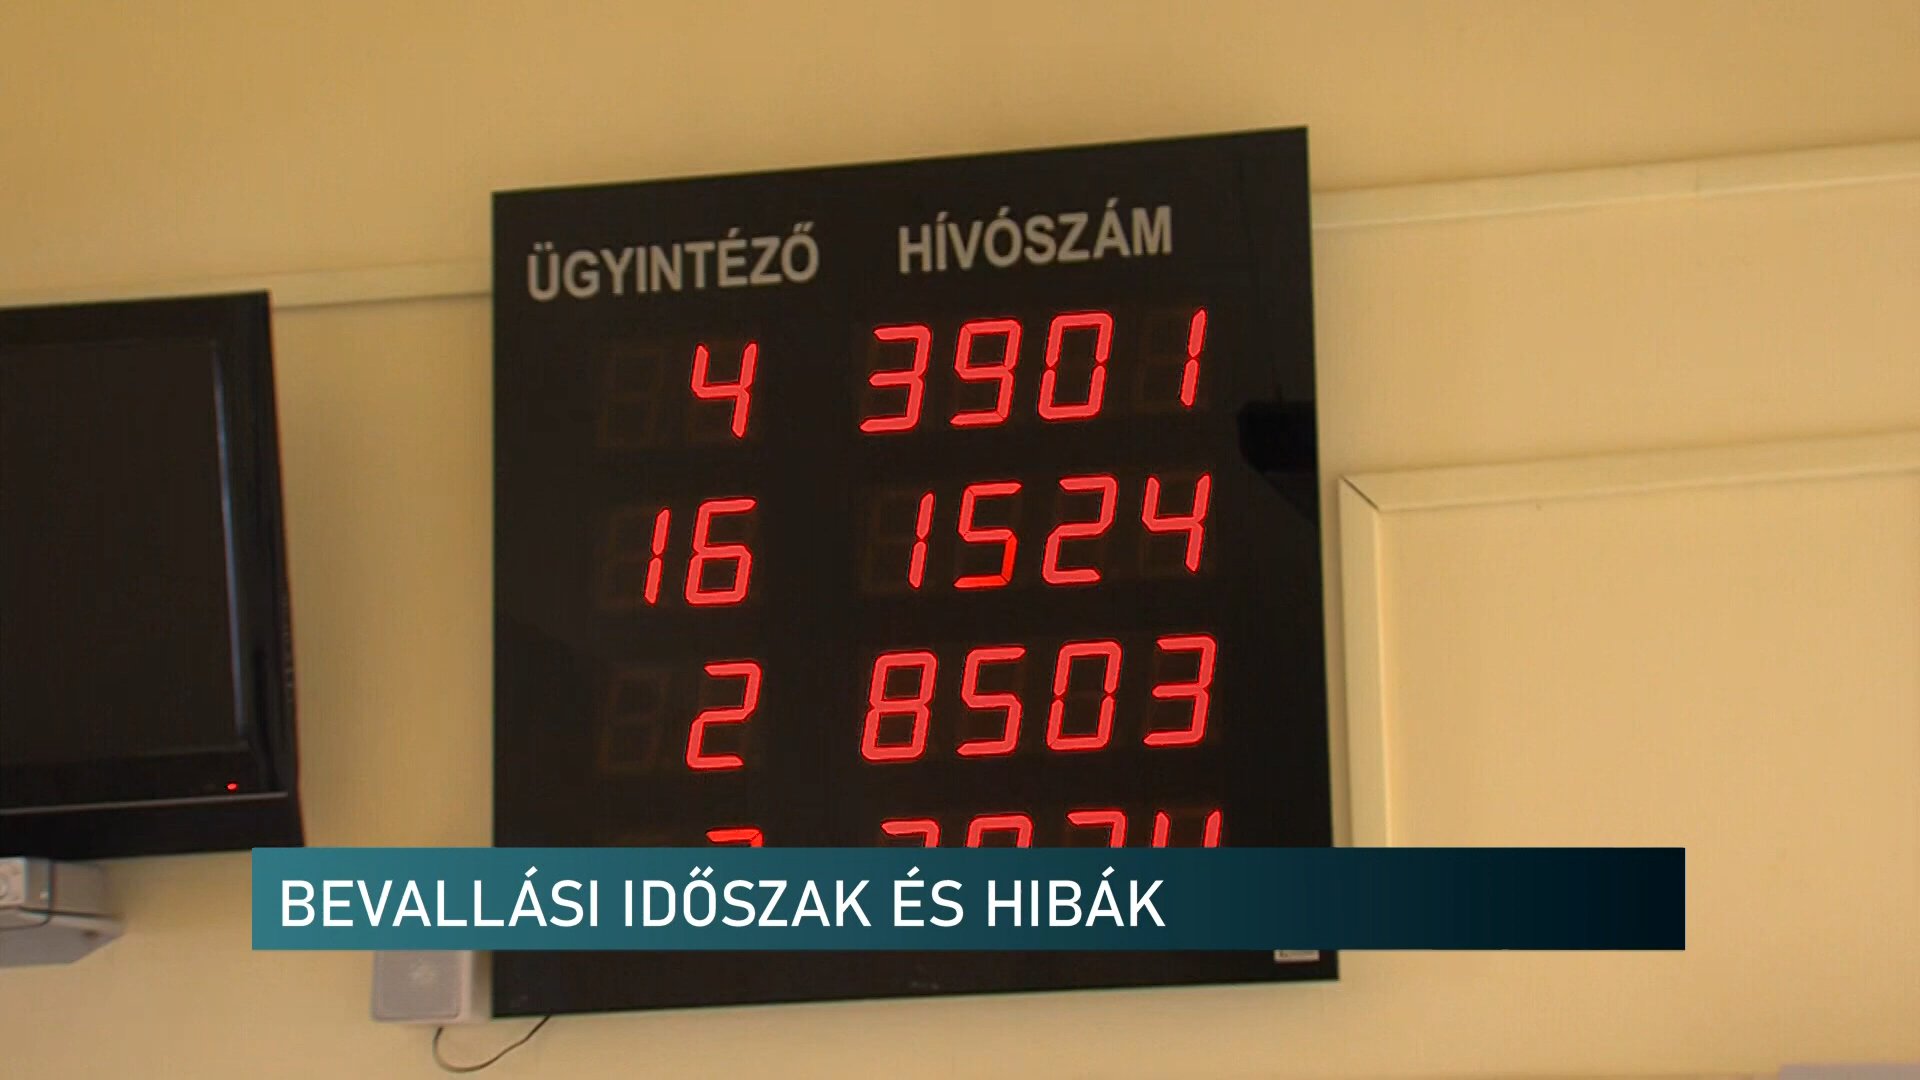 ÜGYINTÉZŐ HÍVÓSZÁM
4 3901
16 1524
2 8503
BEVALLÁSI IDŐSZAK ÉS HIBÁK